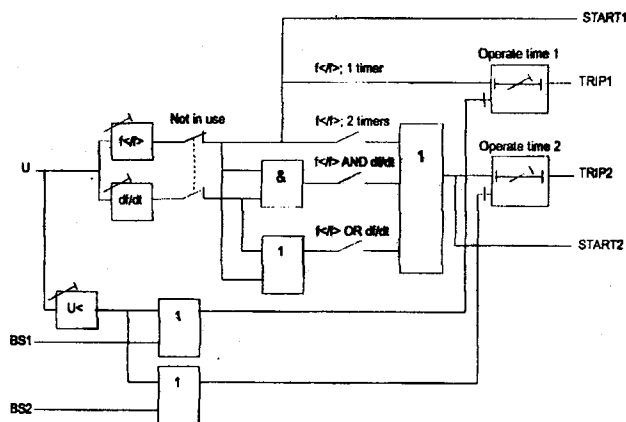 START1
Operate time 1
f</f>; 1 timer
TRIP1
Not in use
f</f>; 2 timers
f</f>
Operate time 2
U
1
f</f> AND df/dt
&
TRIP2
df/dt
f</f> OR df/dt
1
START2
U<
1
BS1
1
BS2